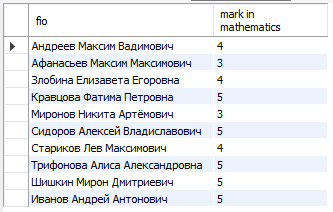 fio mark in mathematics
Андреев Максим Вадимович 4
Афанасьев Максим Максимович 3
Злобина Елизавета Егоровна 4
Кравцова Фатима Петровна 5
Миронов Никита Артёмович 3
Сидоров Алексей Владиславович 5
Стариков Лев Максимович 4
Трифонова Алиса Александровна 5
Шишкин Мирон Дмитриевич 5
Иванов Андрей Антонович 5